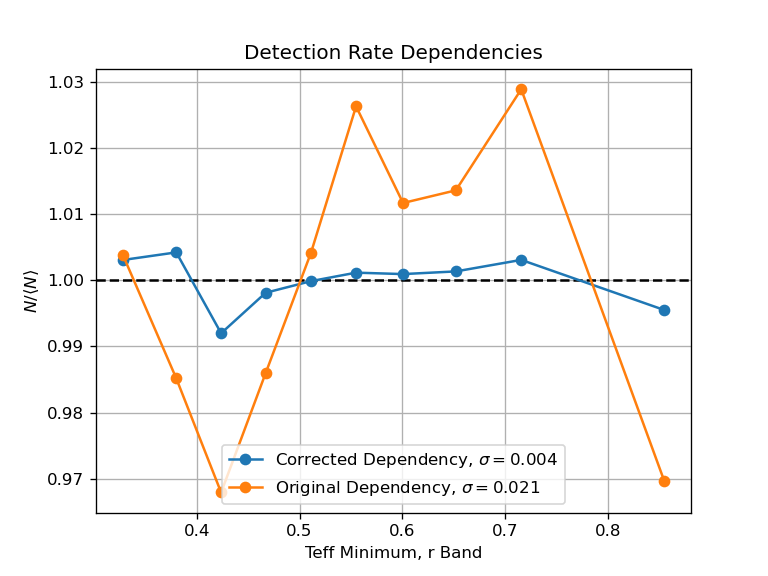 Detection Rate Dependencies
1.03
1.02
1.01
1.00
0.99
0.98
0.97
N/⟨N⟩
Corrected Dependency, σ = 0.004
Original Dependency, σ = 0.021
0.4 0.5 0.6 0.7 0.8
Teff Minimum, r Band